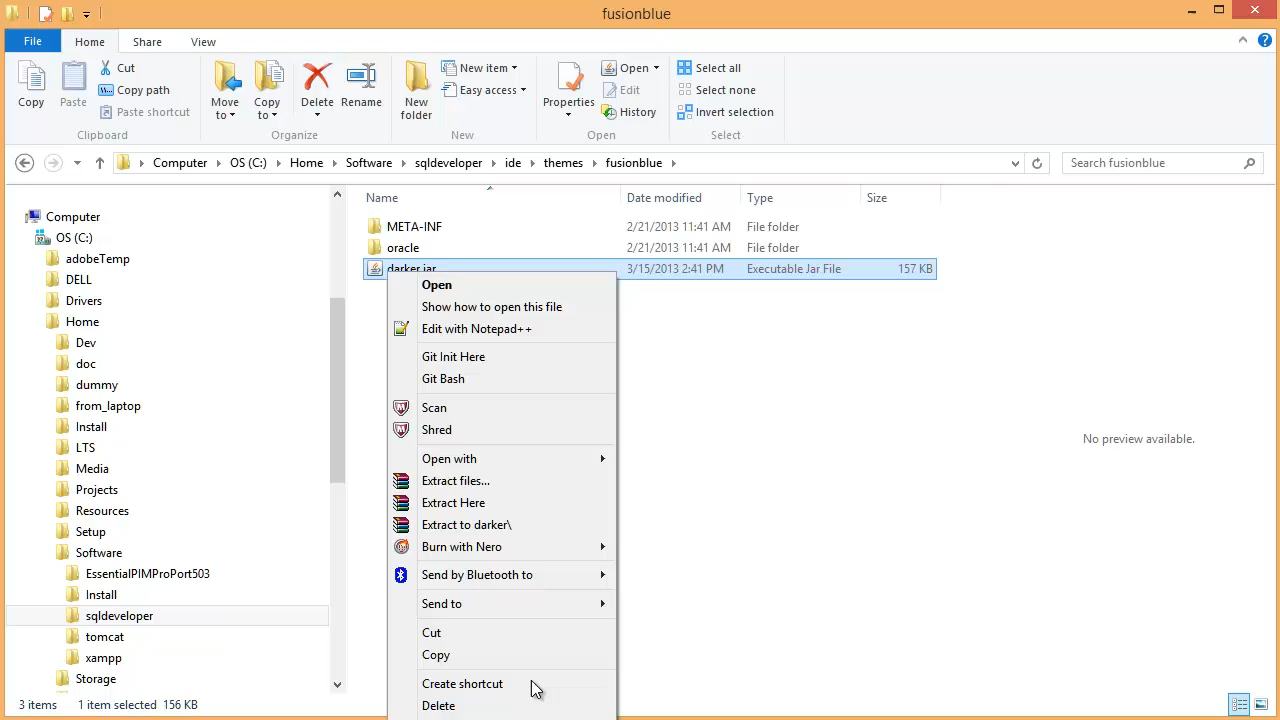 fusionblue
File Home Share View
Copy Paste Cut Copy path Paste shortcut Move to Copy to Delete Rename New folder New item Easy access Properties Open Edit History Select all Select none Invert selection
Clipboard Organize New Open Select
Computer OS (C:) Home Software sqldeveloper ide themes fusionblue Search fusionblue
Name Date modified Type Size
META-INF 2/21/2013 11:41 AM File folder
oracle 2/21/2013 11:41 AM File folder
darker.jar 3/15/2013 2:41 PM Executable Jar File 157 KB
Computer
OS (C:)
adobeTemp
DELL
Drivers
Home
Dev
doc
dummy
from_laptop
Install
LTS
Media
Projects
Resources
Setup
Software
EssentialPIMProPort503
Install
sqldeveloper
tomcat
xampp
Storage
Open
Show how to open this file
Edit with Notepad++
Git Init Here
Git Bash
Scan
Shred
Open with
Extract files...
Extract Here
Extract to darker\
Burn with Nero
Send by Bluetooth to
Send to
Cut
Copy
Create shortcut
Delete
No preview available.
3 items 1 item selected 156 KB